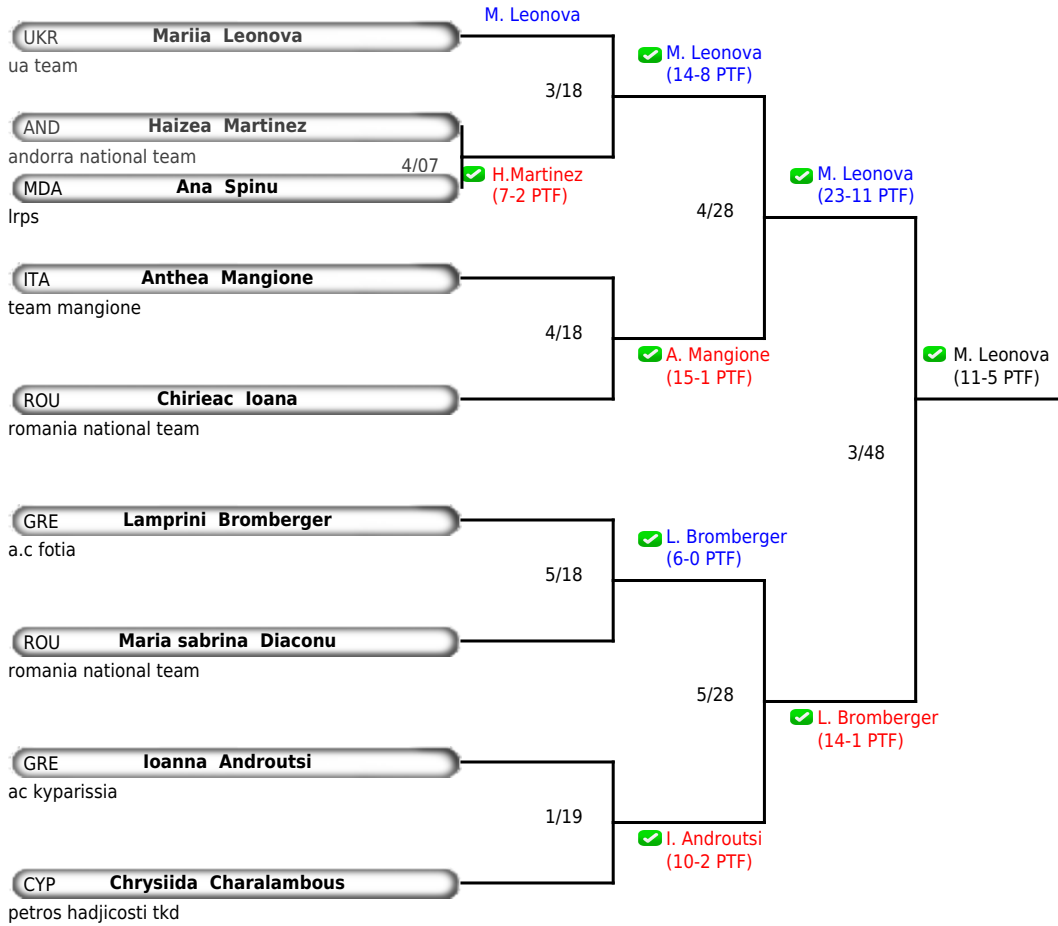 M. Leonova
UKR Mariia Leonova
ua team
M. Leonova
(14-8 PTF)
3/18
AND Haizea Martinez
andorra national team
4/07
H.Martinez
(7-2 PTF)
MDA Ana Spinu
lrps
M. Leonova
(23-11 PTF)
4/28
ITA Anthea Mangione
team mangione
4/18
A. Mangione
(15-1 PTF)
M. Leonova
(11-5 PTF)
ROU Chirieac Ioana
romania national team
3/48
GRE Lamprini Bromberger
a.c fotia
L. Bromberger
(6-0 PTF)
5/18
ROU Maria sabrina Diaconu
romania national team
5/28
L. Bromberger
(14-1 PTF)
GRE Ioanna Androutsi
ac kyparissia
1/19
I. Androutsi
(10-2 PTF)
CYP Chrysiida Charalambous
petros hadjicosti tkd